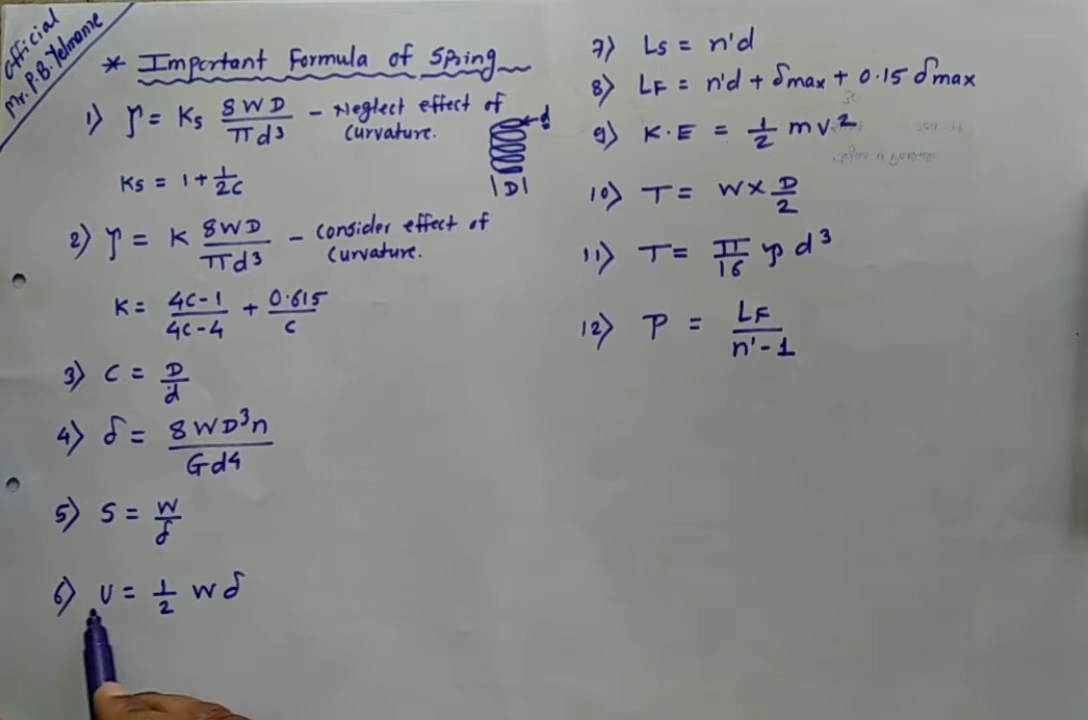 Official
Mr. P.B. Yelmame
* Important Formula of Spring
1) τ = Ks 8WD/πd³ - Neglect effect of curvature.
d
|D|
Ks = 1 + 1/2C
2) τ = K 8WD/πd³ - consider effect of curvature.
K = 4C-1/4C-4 + 0.615/C
3) C = D/d
4) δ = 8WD³n/Gd⁴
5) S = W/δ
6) U = 1/2 W δ
7) Ls = n'd
8) LF = n'd + δmax + 0.15 δmax
9) K.E = 1/2 mv²
10) T = W × D/2
11) T = π/16 τ d³
12) P = LF/n'-1